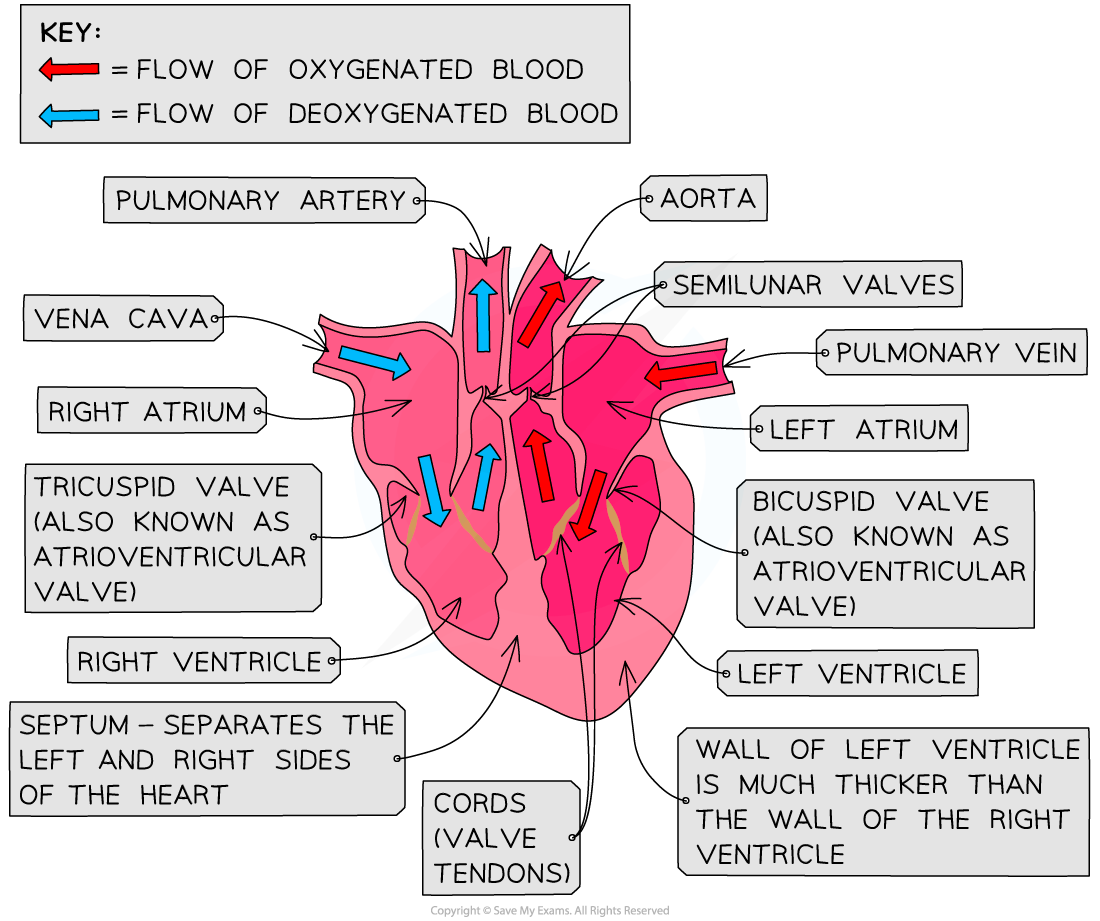 KEY:
= FLOW OF OXYGENATED BLOOD
= FLOW OF DEOXYGENATED BLOOD
PULMONARY ARTERY
AORTA
SEMILUNAR VALVES
VENA CAVA
PULMONARY VEIN
RIGHT ATRIUM
LEFT ATRIUM
TRICUSPID VALVE
(ALSO KNOWN AS
ATRIOVENTRICULAR
VALVE)
BICUSPID VALVE
(ALSO KNOWN AS
ATRIOVENTRICULAR
VALVE)
RIGHT VENTRICLE
LEFT VENTRICLE
SEPTUM – SEPARATES THE
LEFT AND RIGHT SIDES
OF THE HEART
CORDS
(VALVE
TENDONS)
WALL OF LEFT VENTRICLE
IS MUCH THICKER THAN
THE WALL OF THE RIGHT
VENTRICLE
Copyright © Save My Exams. All Rights Reserved